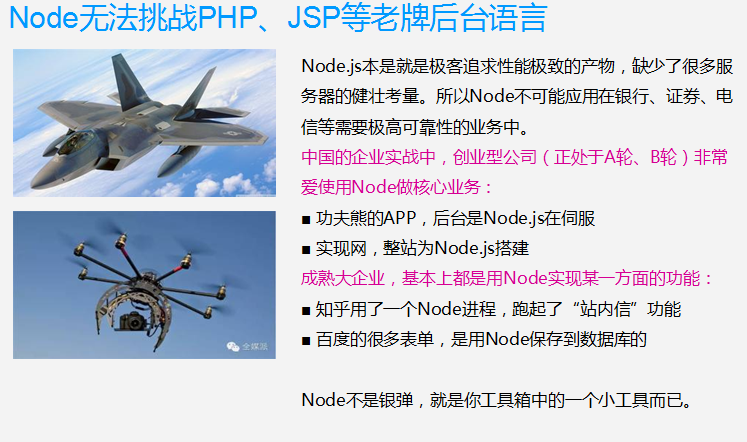 Node无法挑战PHP、JSP等老牌后台语言
Node.js本是就是极客追求性能极致的产物，缺少了很多服
务器的健壮考量。所以Node不可能应用在银行、证券、电
信等需要极高可靠性的业务中。
中国的企业实战中，创业型公司（正处于A轮、B轮）非常
爱使用Node做核心业务：
■ 功夫熊的APP，后台是Node.js在伺服
■ 实现网，整站为Node.js搭建
成熟大企业，基本上都是用Node实现某一方面的功能：
■ 知乎用了一个Node进程，跑起了“站内信”功能
■ 百度的很多表单，是用Node保存到数据库的
全媒派
Node不是银弹，就是你工具箱中的一个小工具而已。